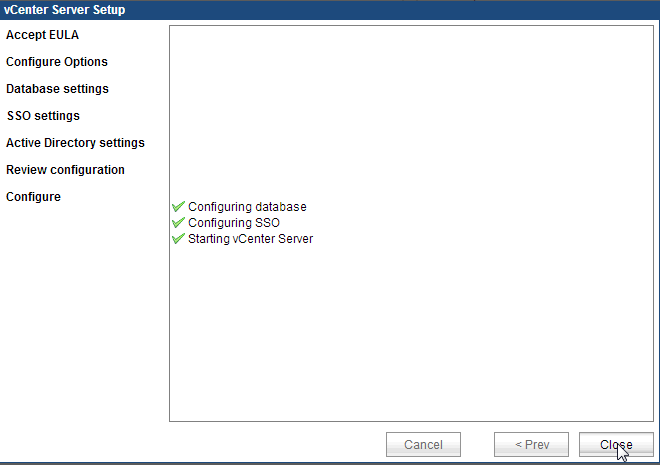 vCenter Server Setup
Accept EULA
Configure Options
Database settings
SSO settings
Active Directory settings
Review configuration
Configure
Configuring database
Configuring SSO
Starting vCenter Server
Cancel
< Prev
Close